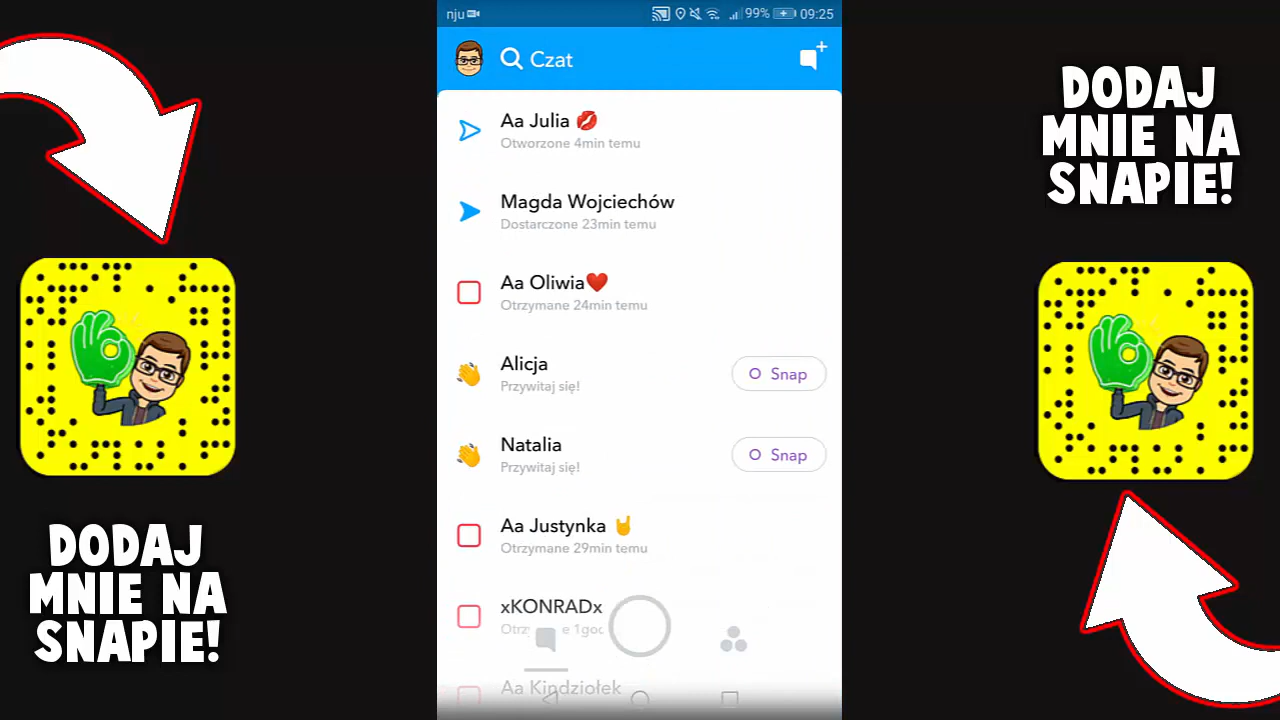 nju
99%
09:25
Czat
Aa Julia 💋
Otworzone 4min temu
Magda Wojciechów
Dostarczone 23min temu
Aa Oliwia❤️
Otrzymane 24min temu
Alicja
Przywitaj się!
Snap
Natalia
Przywitaj się!
Snap
Aa Justynka 🤘
Otrzymane 29min temu
xKONRADx
Aa Kindziołek
DODAJ
MNIE NA
SNAPIE!
DODAJ
MNIE NA
SNAPIE!